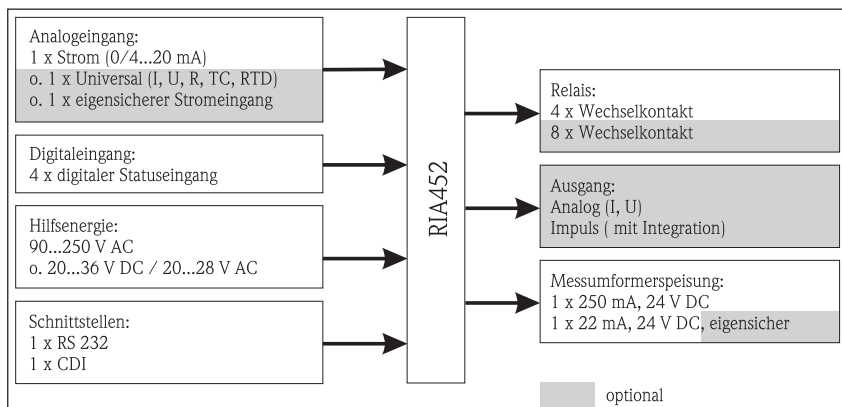 Analogeingang:
1 x Strom (0/4...20 mA)
o. 1 x Universal (I, U, R, TC, RTD)
o. 1 x eigensicherer Stromeingang
Digitaleingang:
4 x digitaler Statuseingang
Hilfsenergie:
90...250 V AC
o. 20...36 V DC / 20...28 V AC
Schnittstellen:
1 x RS 232
1 x CDI
RIA452
Relais:
4 x Wechselkontakt
8 x Wechselkontakt
Ausgang:
Analog (I, U)
Impuls ( mit Integration)
Messumformerspeisung:
1 x 250 mA, 24 V DC
1 x 22 mA, 24 V DC, eigensicher
optional